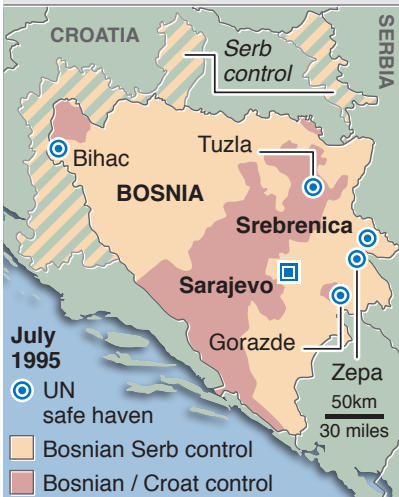 CROATIA
SERBIA
Serb
control
Tuzla
Bihac
BOSNIA
Srebrenica
Sarajevo
Gorazde
Zepa
July
1995
UN
safe haven
50km
30 miles
Bosnian Serb control
Bosnian / Croat control